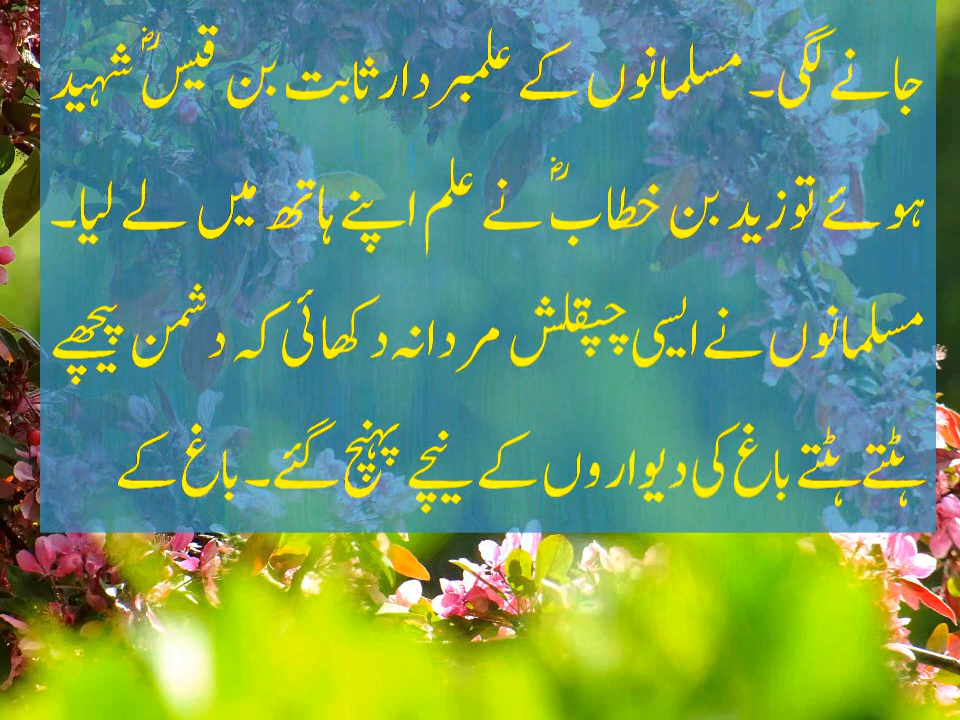 جانے لگی۔ مسلمانوں کے علمبردار ثابت بن قیسؓ شہید
ہوئے تو زید بن خطابؓ نے علم اپنے ہاتھ میں لے لیا۔
مسلمانوں نے ایسی چپقلش مردانہ دکھائی کہ دشمن پیچھے
ہٹتے ہٹتے باغ کی دیواروں کے نیچے پہنچ گئے۔ باغ کے